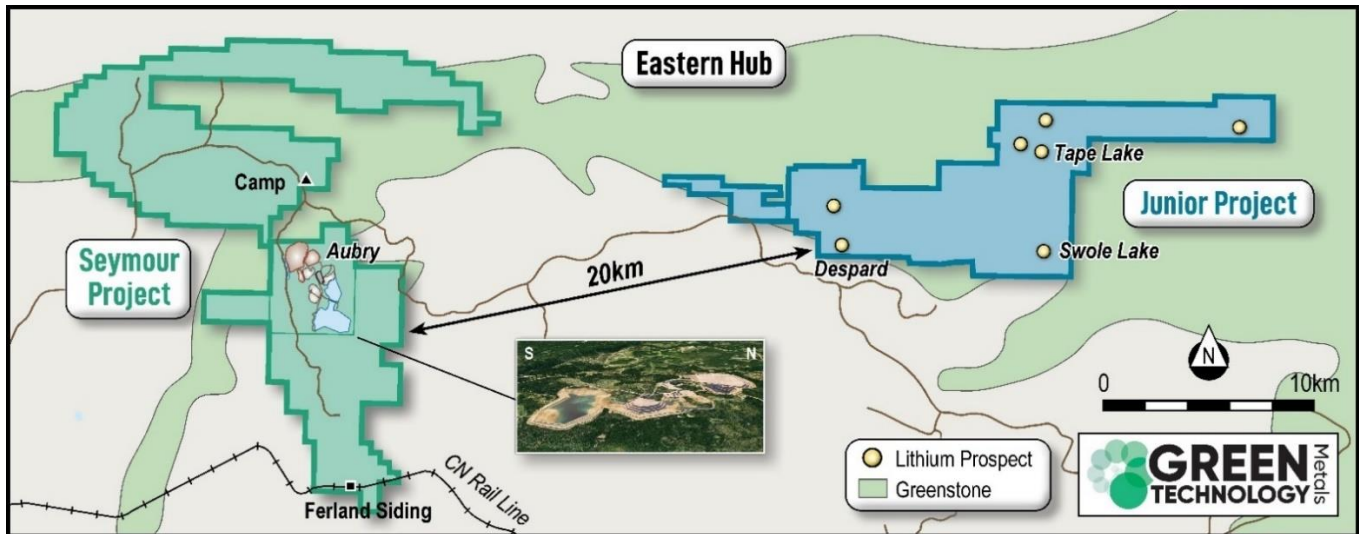 Eastern Hub
Camp
Aubry
Seymour
Project
20km
Despard
Tape Lake
Junior Project
Swole Lake
S
N
N
0
10km
Lithium Prospect
Greenstone
CN Rail Line
Ferland Siding
GREEN
TECHNOLOGY
Metals